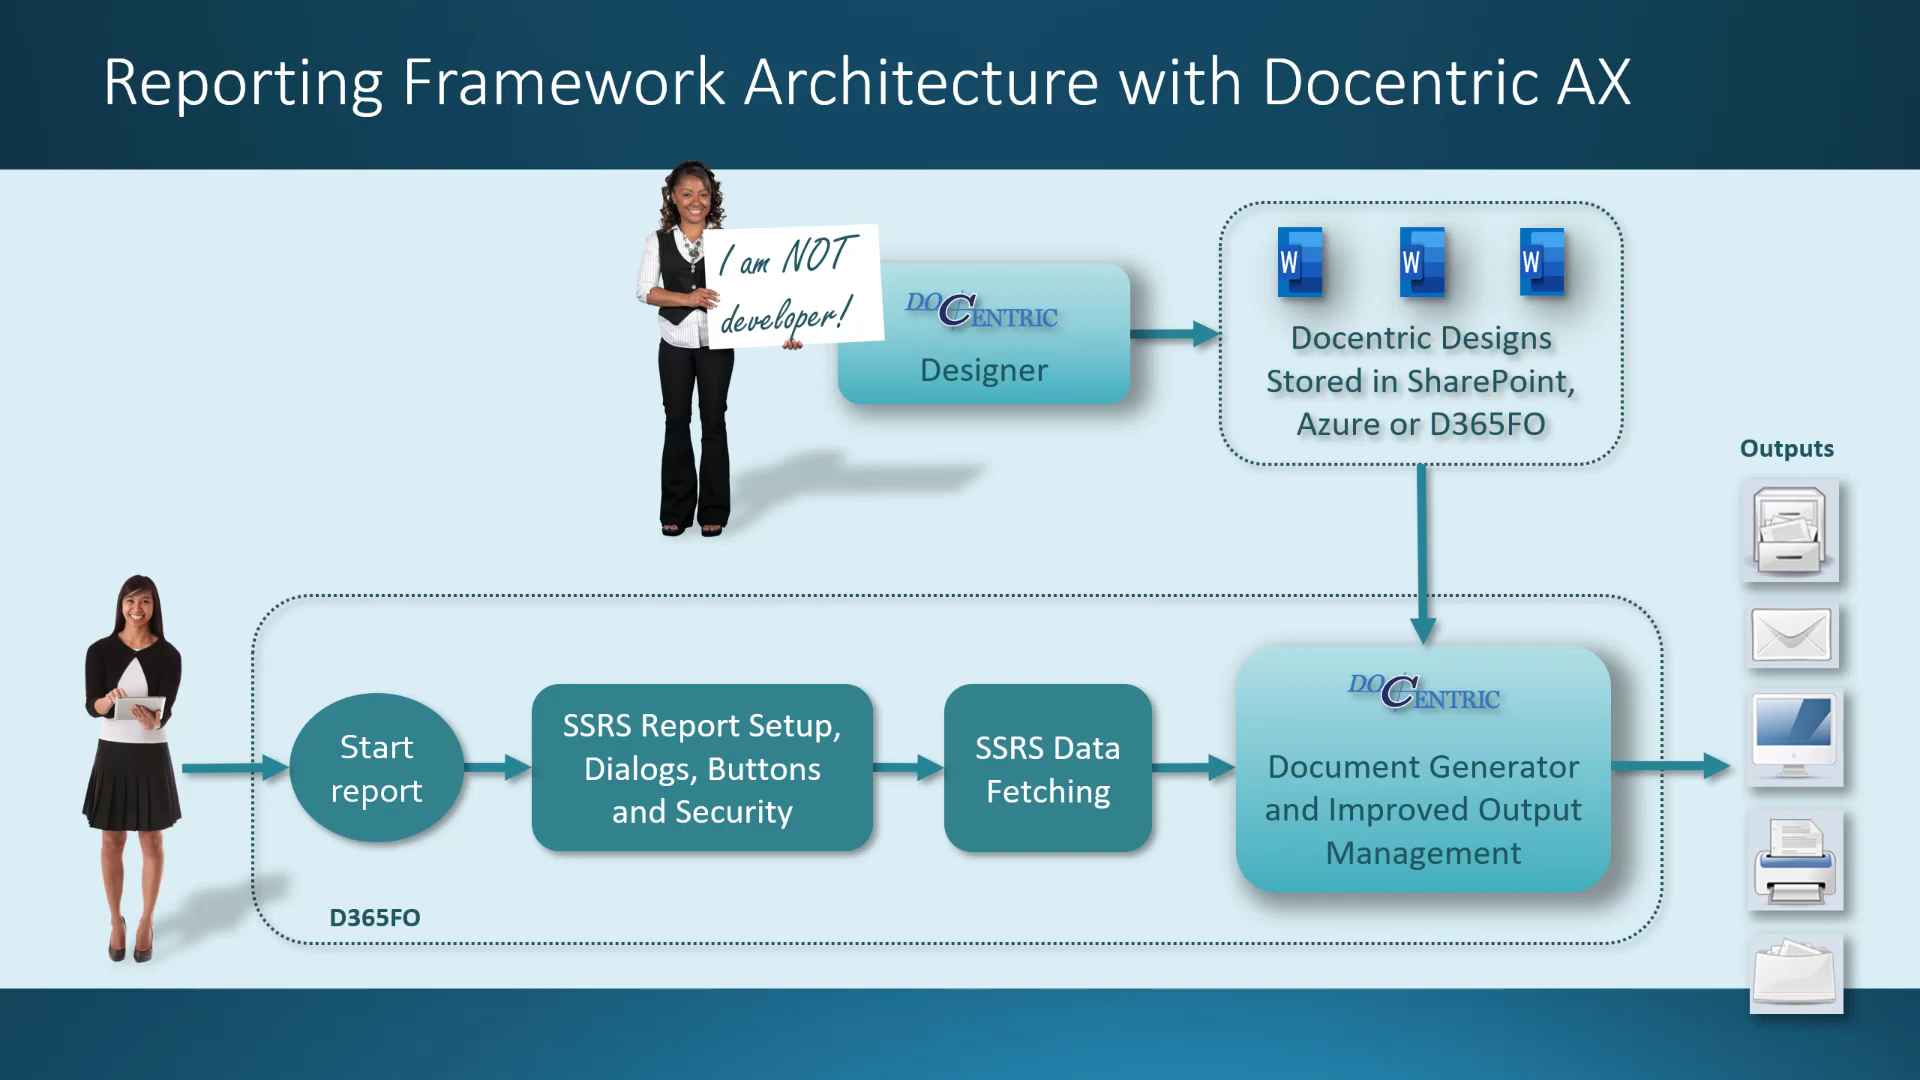 Reporting Framework Architecture with Docentric AX
I am NOT
developer!
DOCENTRIC
Designer
W
W
W
Docentric Designs
Stored in SharePoint,
Azure or D365FO
Outputs
Start
report
SSRS Report Setup,
Dialogs, Buttons
and Security
SSRS Data
Fetching
DOCENTRIC
Document Generator
and Improved Output
Management
D365FO